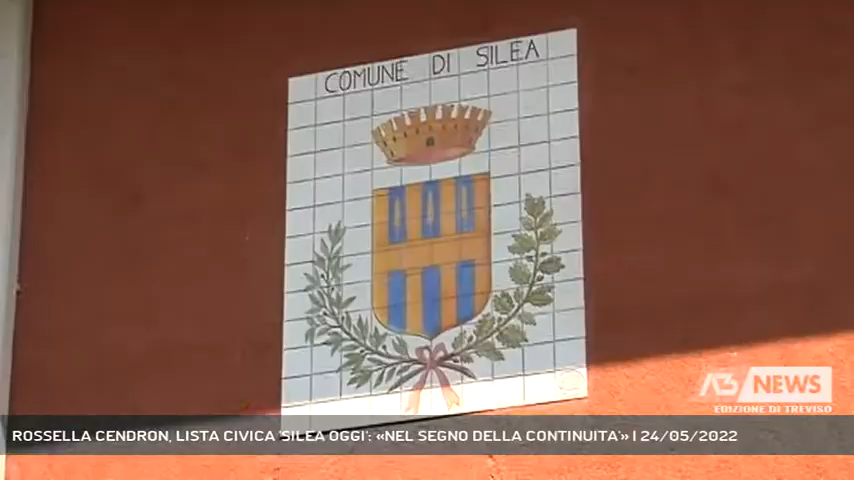 COMUNE DI SILEA
A3 NEWS
EDIZIONE DI TREVISO
ROSSELLA CENDRON, LISTA CIVICA 'SILEA OGGI': «NEL SEGNO DELLA CONTINUITA'» | 24/05/2022